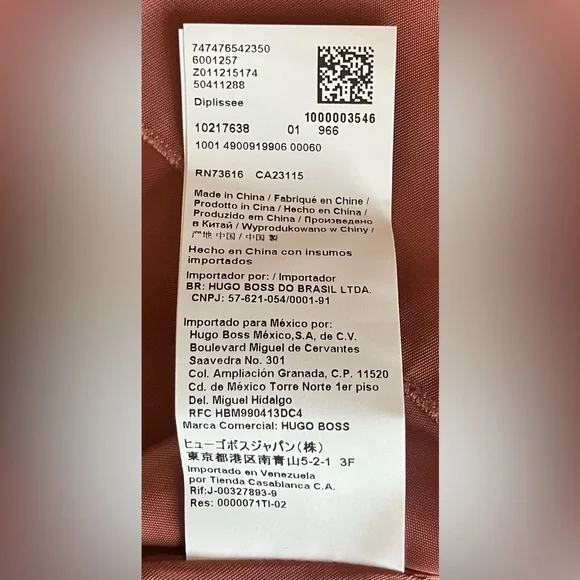 747476542350
6001257
Z011215174
50411288
Diplissee
1000003546
10217638 01 966
1001 4900919906 00060
RN73616 CA23115
Made in China / Fabriqué en Chine /
Prodotto in Cina / Hecho en China /
Produzido em China / Произведено
в Китай / Wyprodukowano w Chiny /
产地 中国 / 中国 製
Hecho en China con insumos
importados
Importador por: / Importador
BR: HUGO BOSS DO BRASIL LTDA.
CNPJ: 57-621-054/0001-91
Importado para México por:
Hugo Boss México,S.A, de C.V.
Boulevard Miguel de Cervantes
Saavedra No. 301
Col. Ampliación Granada, C.P. 11520
Cd. de México Torre Norte 1er piso
Del. Miguel Hidalgo
RFC HBM990413DC4
Marca Comercial: HUGO BOSS
ヒューゴボスジャパン(株)
東京都港区南青山5-2-1 3F
Importado en Venezuela
por Tienda Casablanca C.A.
Rif:J-00327893-9
Res: 0000071TI-02